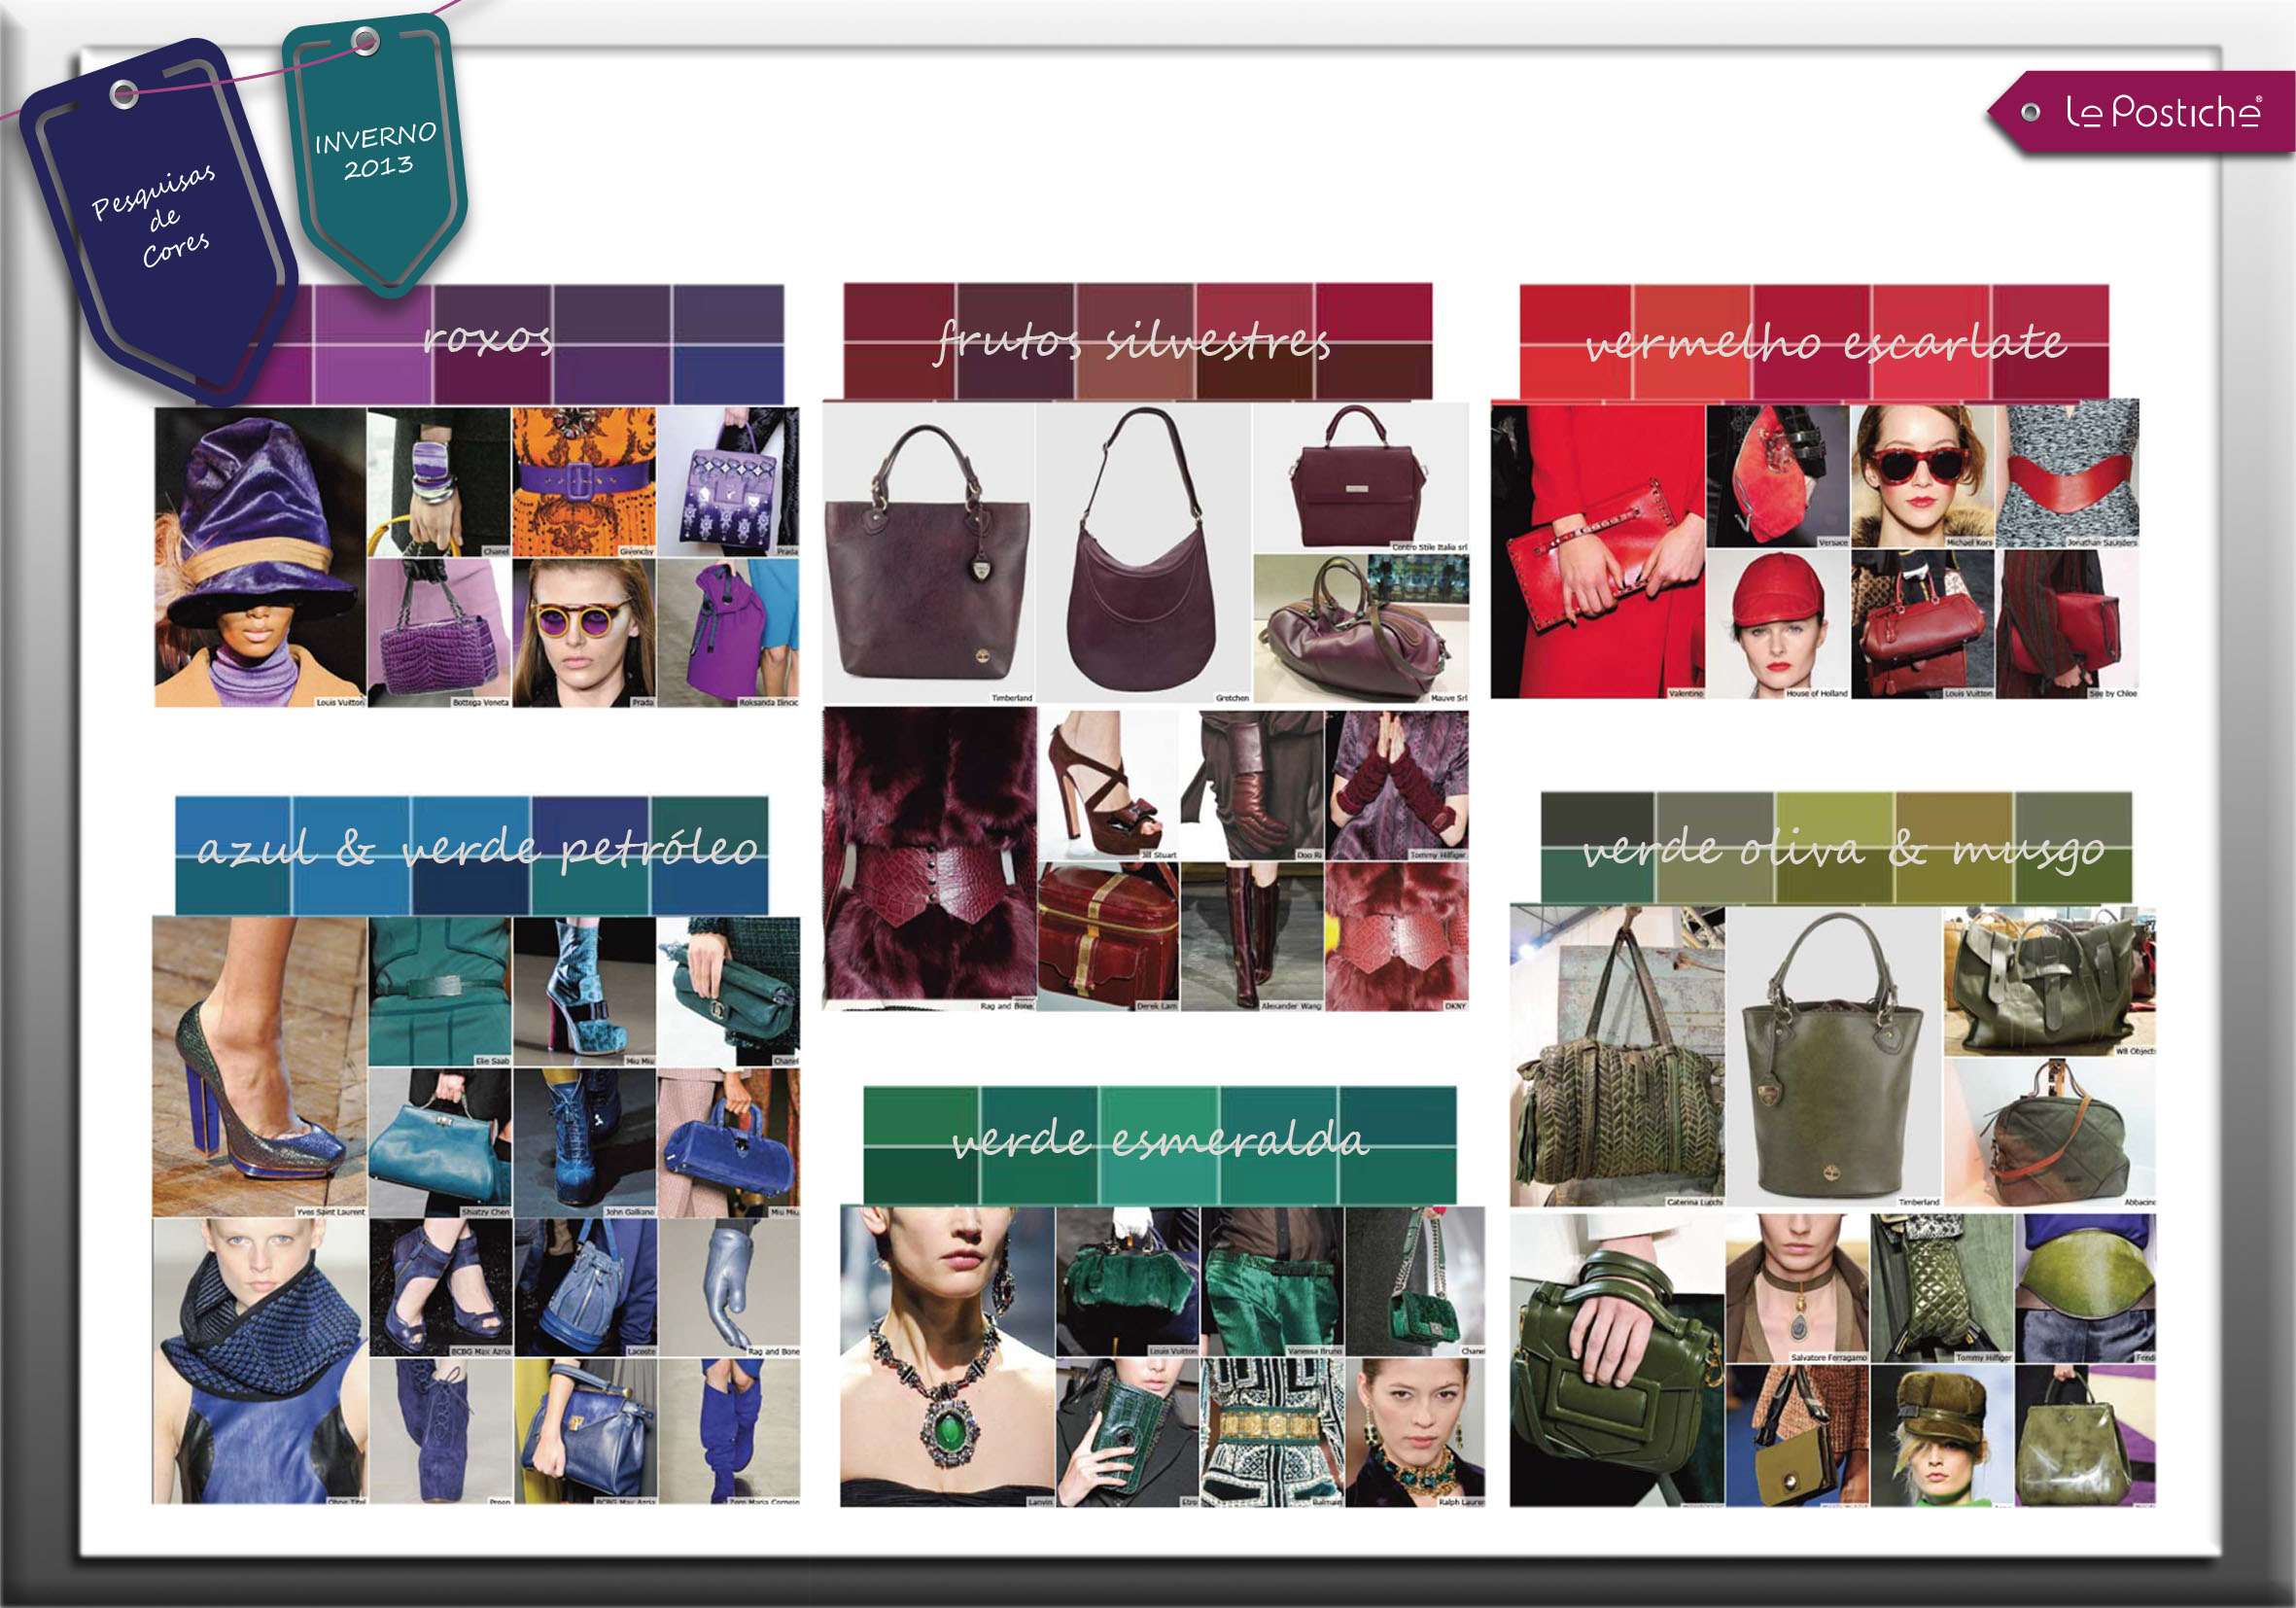 Pesquisas
de
Cores
INVERNO
2013
Le Postiche®
roxos
Louis Vuitton
Chanel
Givenchy
Prada
Bottega Veneta
Prada
Roksanda Ilincic
frutos silvestres
Timberland
Gretchen
Centro Stile Italia srl
Mauve Srl
Rag and Bone
Jill Stuart
Doo Ri
Tommy Hilfiger
Derek Lam
Alexander Wang
DKNY
vermelho escarlate
Valentino
Versace
Michael Kors
Jonathan Saunders
House of Holland
Louis Vuitton
See by Chloe
azul & verde petróleo
Yves Saint Laurent
Elie Saab
Miu Miu
Chanel
Shiatzy Chen
John Galliano
Miu Miu
BCBG Max Azria
Lacoste
Rag and Bone
Ohne Titel
Preen
BCBG Max Azria
Zero Maria Cornejo
verde esmeralda
Lanvin
Louis Vuitton
Vanessa Bruno
Chanel
Etro
Balmain
Ralph Lauren
verde oliva & musgo
Caterina Lucchi
Timberland
W8 Objects
Abbacino
Salvatore Ferragamo
Tommy Hilfiger
Fendi